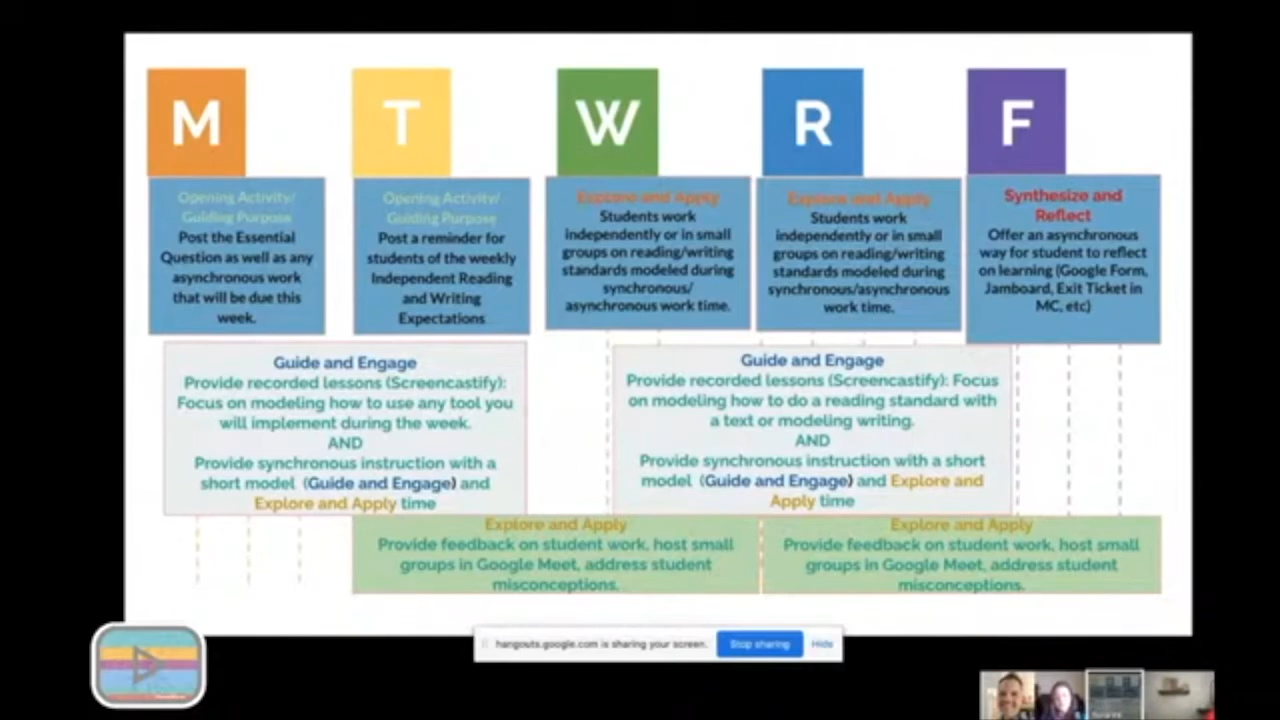 M
T
W
R
F
Opening Activity/
Guiding Purpose
Post the Essential
Question as well as any
asynchronous work
that will be due this
week.
Opening Activity/
Guiding Purpose
Post a reminder for
students of the weekly
Independent Reading
and Writing
Expectations
Explore and Apply
Students work
independently or in small
groups on reading/writing
standards modeled during
synchronous/
asynchronous work time.
Explore and Apply
Students work
independently or in small
groups on reading/writing
standards modeled during
synchronous/asynchronous
work time.
Synthesize and
Reflect
Offer an asynchronous
way for student to reflect
on learning (Google Form,
Jamboard, Exit Ticket in
MC, etc)
Guide and Engage
Provide recorded lessons (Screencastify):
Focus on modeling how to use any tool you
will implement during the week.
AND
Provide synchronous instruction with a
short model (Guide and Engage) and
Explore and Apply time
Guide and Engage
Provide recorded lessons (Screencastify): Focus
on modeling how to do a reading standard with
a text or modeling writing.
AND
Provide synchronous instruction with a short
model (Guide and Engage) and Explore and
Apply time
Explore and Apply
Provide feedback on student work, host small
groups in Google Meet, address student
misconceptions.
Explore and Apply
Provide feedback on student work, host small
groups in Google Meet, address student
misconceptions.
hangouts.google.com is sharing your screen.
Stop sharing
Hide